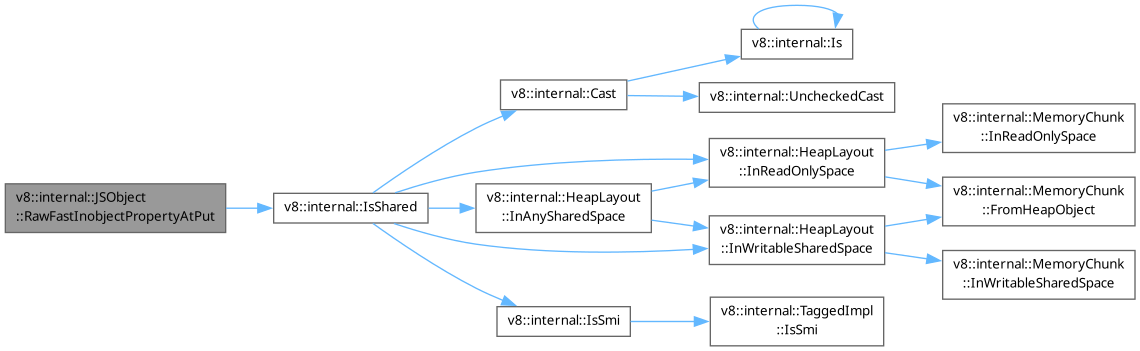 v8::internal::JSObject
::RawFastInobjectPropertyAtPut
v8::internal::IsShared
v8::internal::Cast
v8::internal::Is
v8::internal::UncheckedCast
v8::internal::HeapLayout
::InReadOnlySpace
v8::internal::MemoryChunk
::InReadOnlySpace
v8::internal::MemoryChunk
::FromHeapObject
v8::internal::HeapLayout
::InAnySharedSpace
v8::internal::HeapLayout
::InWritableSharedSpace
v8::internal::MemoryChunk
::InWritableSharedSpace
v8::internal::IsSmi
v8::internal::TaggedImpl
::IsSmi